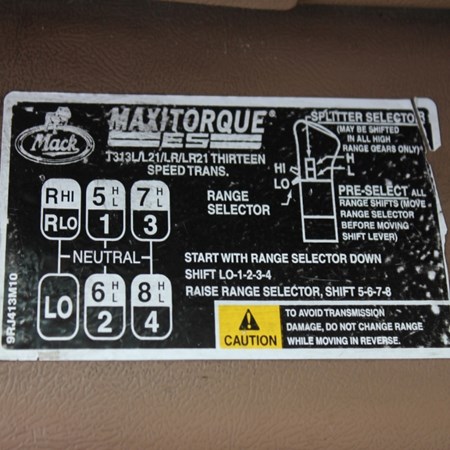 Mack
MAXITORQUE®
ES
T313L/L21/LR/LR21 THIRTEEN
SPEED TRANS.
SPLITTER SELECTOR
(MAY BE SHIFTED
IN ALL HIGH
RANGE GEARS ONLY)
HI
LO
H
L
RANGE
SELECTOR
PRE-SELECT ALL
RANGE SHIFTS (MOVE
RANGE SELECTOR
BEFORE MOVING
SHIFT LEVER)
RHI 5 H L 7 H L
RLO 1 3
NEUTRAL
LO 6 H L 8 H L
2 4
START WITH RANGE SELECTOR DOWN
SHIFT LO-1-2-3-4
RAISE RANGE SELECTOR, SHIFT 5-6-7-8
CAUTION
TO AVOID TRANSMISSION
DAMAGE, DO NOT CHANGE RANGE
WHILE MOVING IN REVERSE.
9RJ413M10